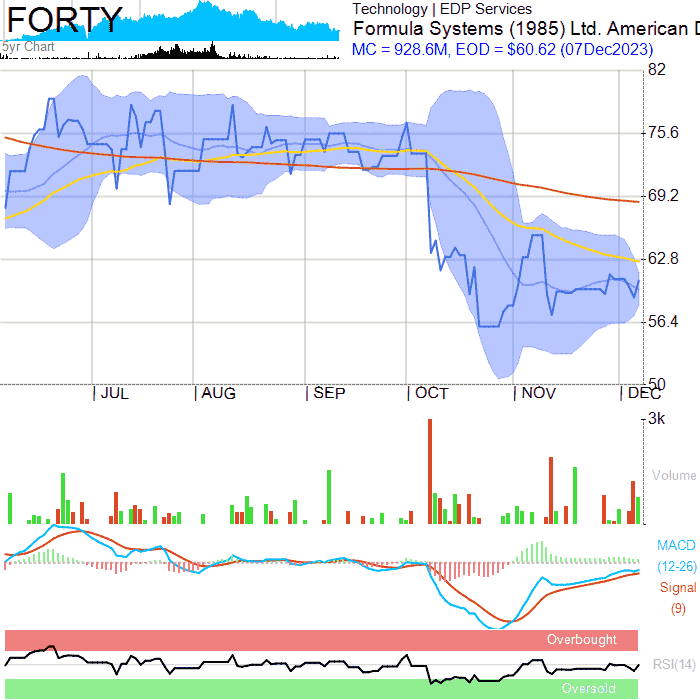 FORTY
5yr Chart
Technology | EDP Services
Formula Systems (1985) Ltd. American D
MC = 928.6M, EOD = $60.62 (07Dec2023)
82
75.6
69.2
62.8
56.4
50
JUL AUG SEP OCT NOV DEC
3k
Volume
MACD
(12-26)
Signal
(9)
Overbought
RSI(14)
Oversold